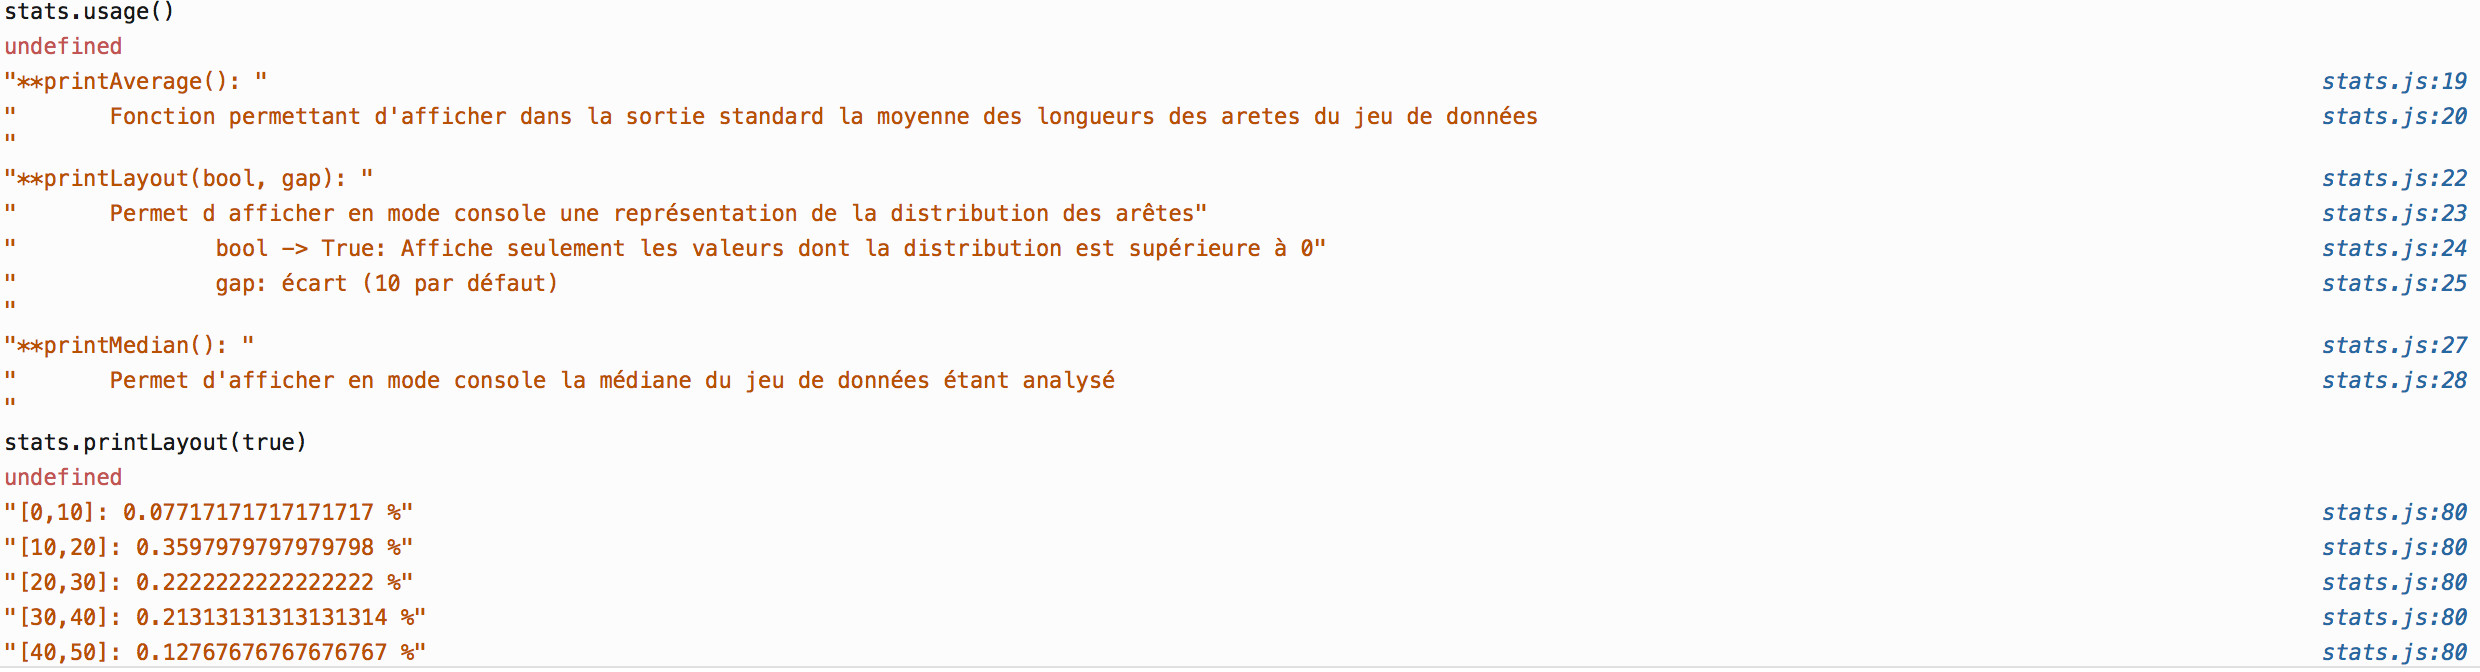 stats.usage()
undefined
"**printAverage(): " stats.js:19
" Fonction permettant d'afficher dans la sortie standard la moyenne des longueurs des aretes du jeu de données stats.js:20
"
"**printLayout(bool, gap): " stats.js:22
" Permet d afficher en mode console une représentation de la distribution des arêtes" stats.js:23
" bool -> True: Affiche seulement les valeurs dont la distribution est supérieure à 0" stats.js:24
" gap: écart (10 par défaut) stats.js:25
"
"**printMedian(): " stats.js:27
" Permet d'afficher en mode console la médiane du jeu de données étant analysé stats.js:28
"
stats.printLayout(true)
undefined
"[0,10]: 0.07717171717171717 %" stats.js:80
"[10,20]: 0.3597979797979798 %" stats.js:80
"[20,30]: 0.2222222222222222 %" stats.js:80
"[30,40]: 0.21313131313131314 %" stats.js:80
"[40,50]: 0.12767676767676767 %" stats.js:80